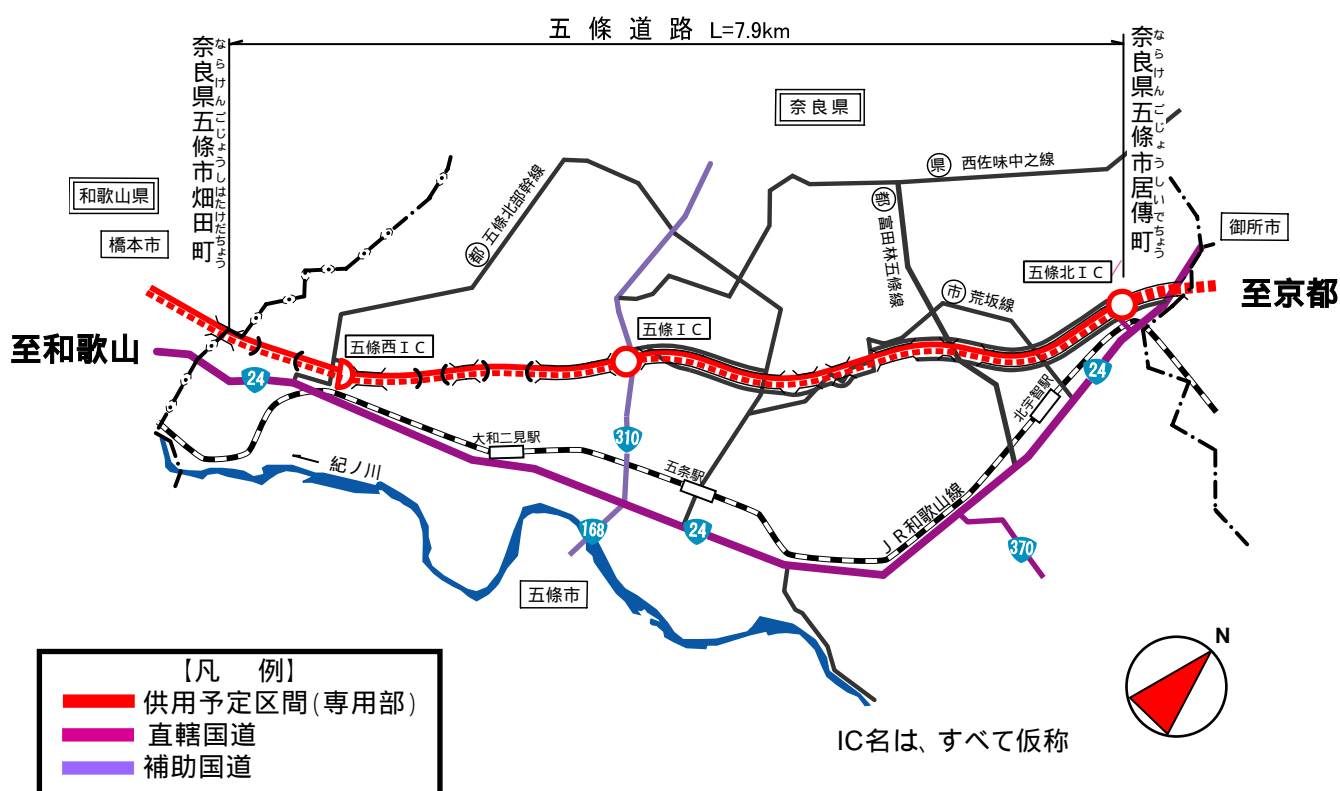 五條道路 L=7.9km
奈良県五條市畑田町
ならけんごじょうしはたけだちょう
奈良県五條市居傳町
ならけんごじょうしいでちょう
奈良県
和歌山県
橋本市
御所市
県 西佐味中之線
都 五條北部幹線
都 富田林五條線
市 荒坂線
五條北IC
五條IC
五條西IC
至和歌山
至京都
24
310
大和二見駅
五条駅
北宇智駅
24
紀ノ川
168
24
JR和歌山線
370
五條市
N
【凡 例】
供用予定区間(専用部)
直轄国道
補助国道
IC名は、すべて仮称